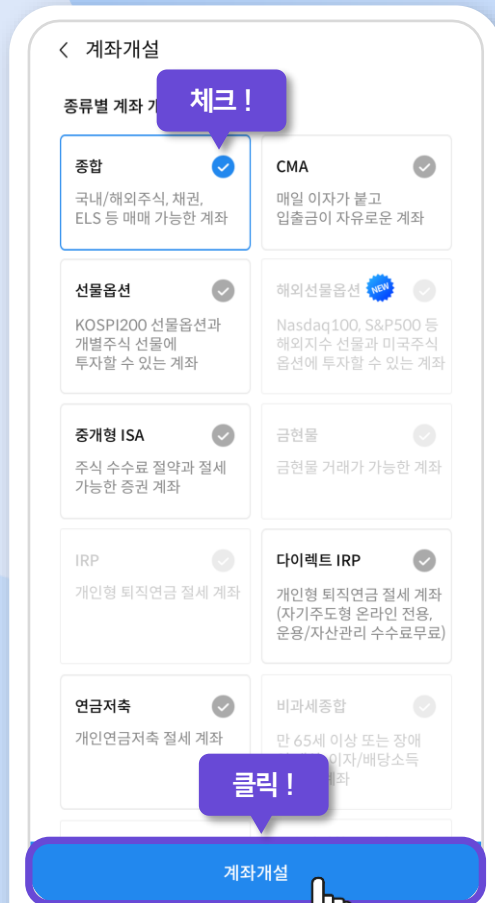 계좌개설
종류별 계좌
체크 !
종합
국내/해외주식, 채권,
ELS 등 매매 가능한 계좌
CMA
매일 이자가 붙고
입출금이 자유로운 계좌
선물옵션
KOSPI200 선물옵션과
개별주식 선물에
투자할 수 있는 계좌
해외선물옵션 NEW
Nasdaq100, S&P500 등
해외지수 선물과 미국주식
옵션에 투자할 수 있는 계좌
중개형 ISA
주식 수수료 절약과 절세
가능한 증권 계좌
금현물
금현물 거래가 가능한 계좌
IRP
개인형 퇴직연금 절세 계좌
다이렉트 IRP
개인형 퇴직연금 절세 계좌
(자기주도형 온라인 전용,
운용/자산관리 수수료무료)
연금저축
개인연금저축 절세 계좌
비과세종합
만 65세 이상 또는 장애
이자/배당소득
계좌
클릭 !
계좌개설